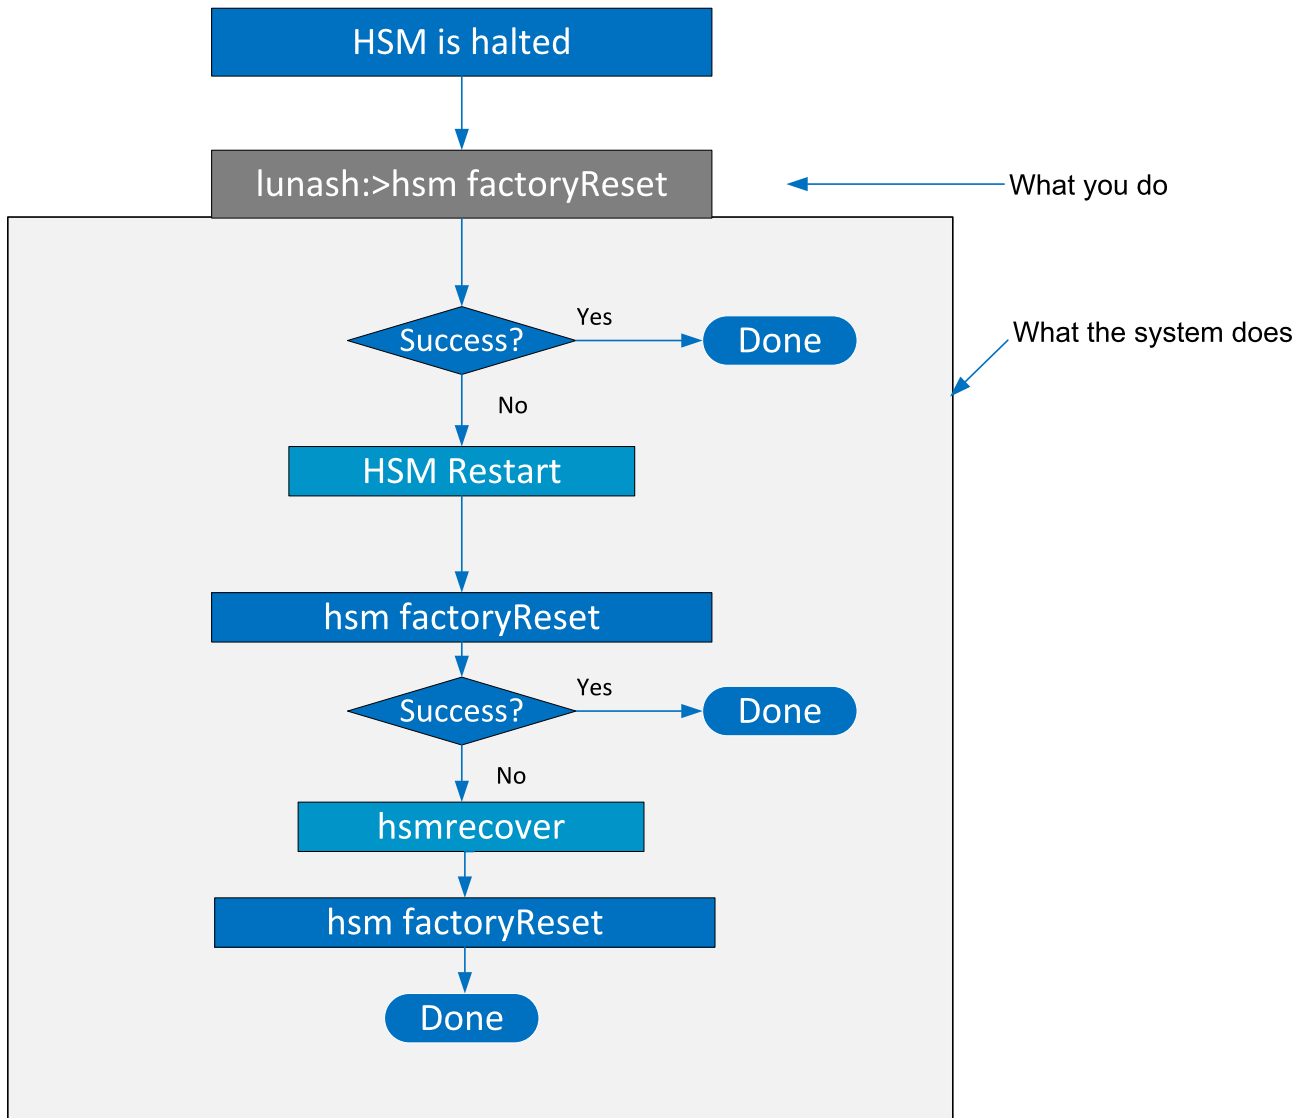 HSM is halted
lunash:>hsm factoryReset
What you do
Success?
Yes
Done
What the system does
No
HSM Restart
hsm factoryReset
Success?
Yes
Done
No
hsmrecover
hsm factoryReset
Done